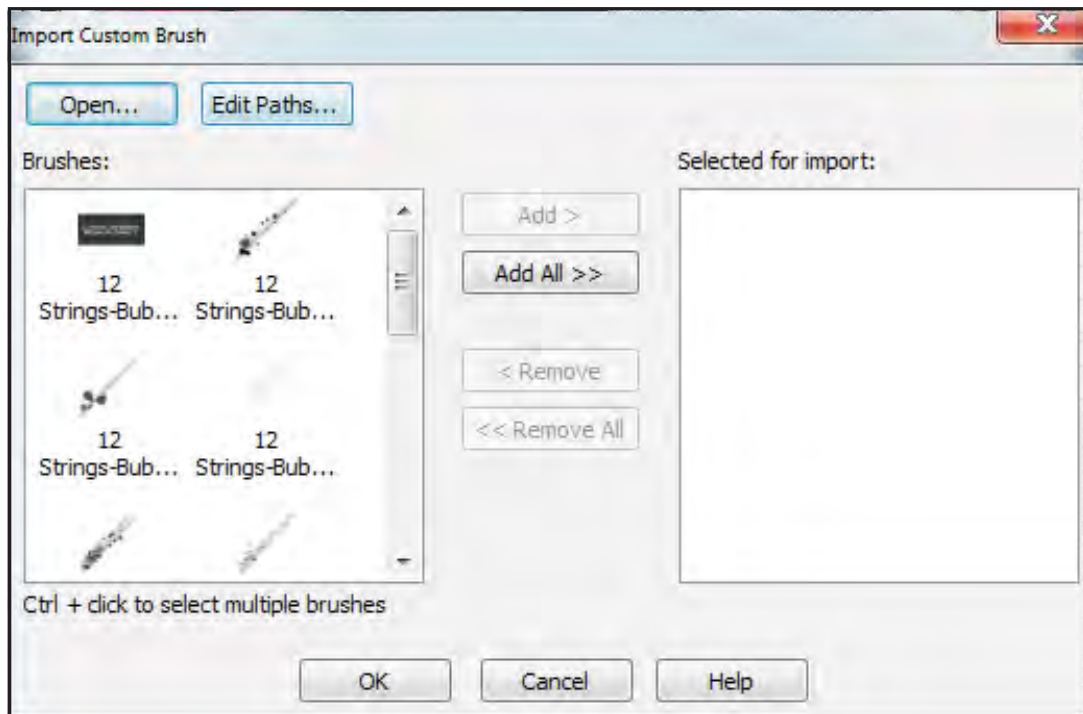 Import Custom Brush
Open...
Edit Paths...
Brushes:
Selected for import:
12
Strings-Bub...
12
Strings-Bub...
12
Strings-Bub...
12
Strings-Bub...
Add >
Add All >>
< Remove
<< Remove All
Ctrl + click to select multiple brushes
OK
Cancel
Help